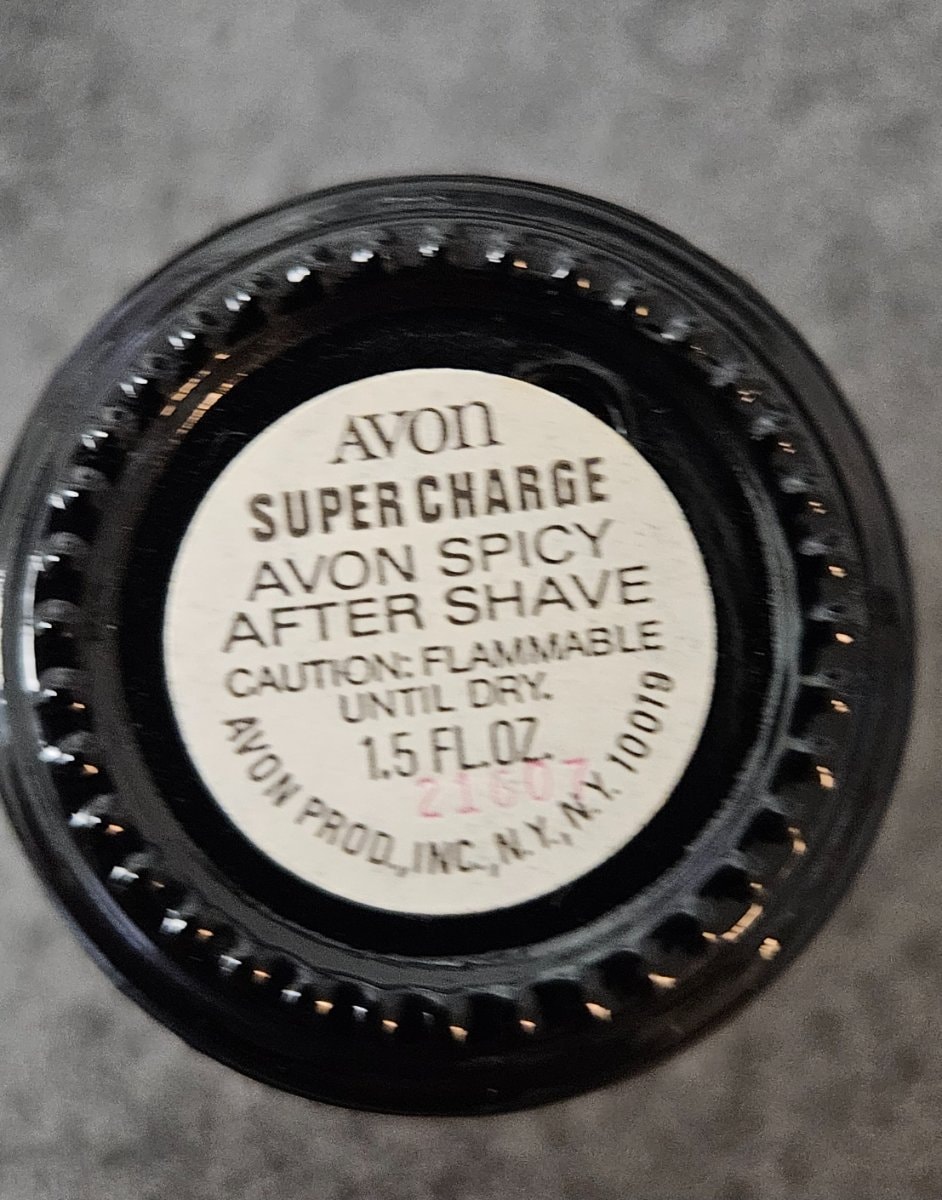 AVON
SUPER CHARGE
AVON SPICY
AFTER SHAVE
CAUTION: FLAMMABLE
UNTIL DRY.
1.5 FL.OZ.
21607
AVON PROD., INC., N.Y., N.Y. 10019